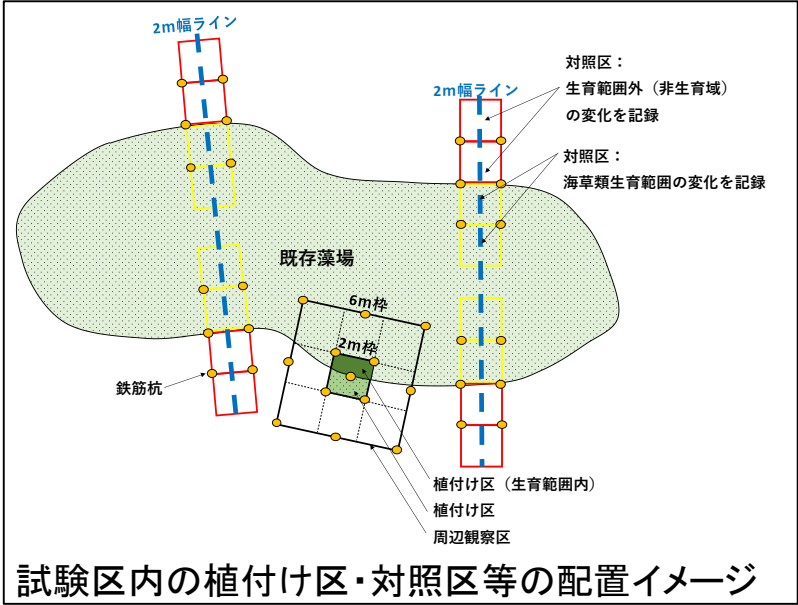 2m幅ライン
2m幅ライン
対照区：
生育範囲外（非生育域）
の変化を記録
対照区：
海草類生育範囲の変化を記録
既存藻場
6m枠
2m枠
鉄筋杭
植付け区（生育範囲内）
植付け区
周辺観察区
試験区内の植付け区・対照区等の配置イメージ